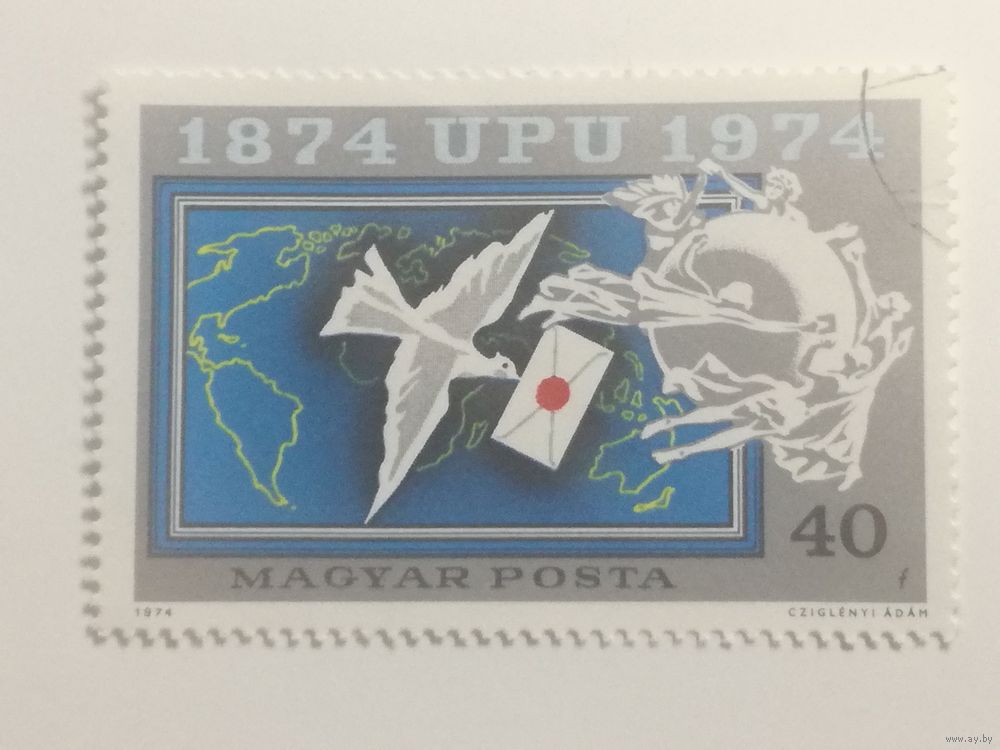 1874 UPU 1974
40
MAGYAR POSTA
f
1974 CZIGLÉNYI ÁDÁM
www.ay.by